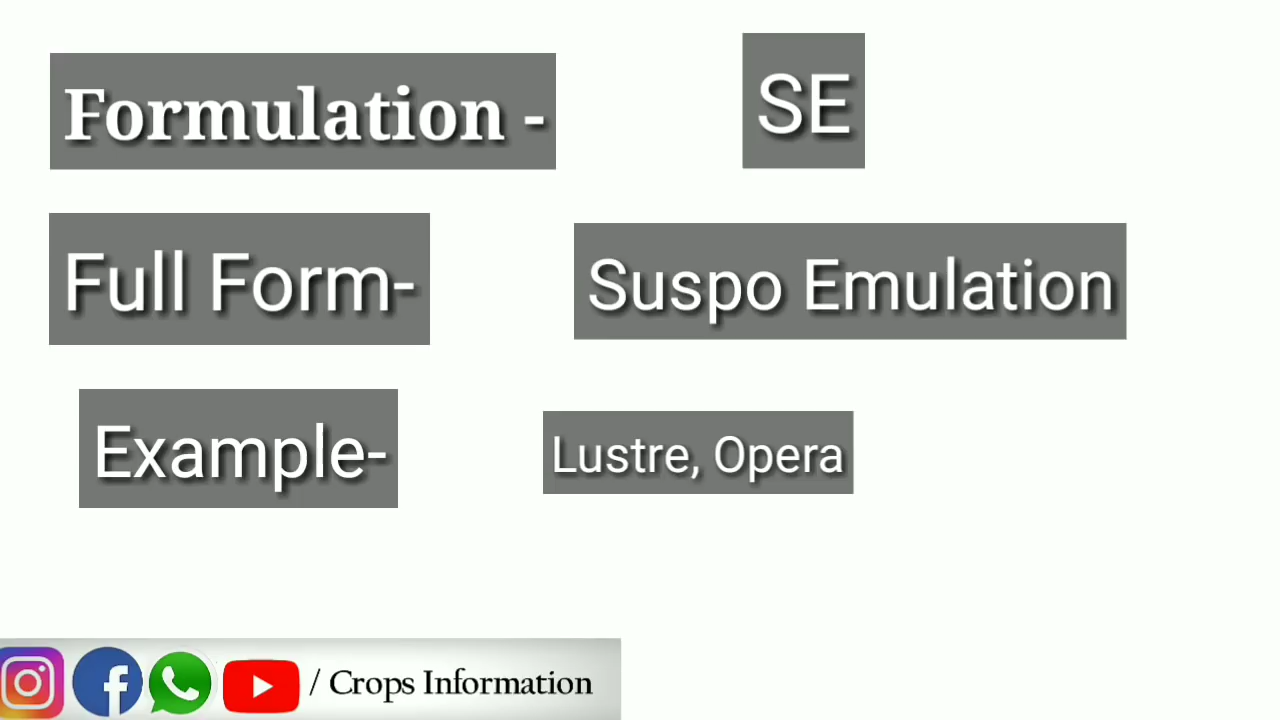 Formulation - SE
Full Form- Suspo Emulation
Example- Lustre, Opera
/ Crops Information